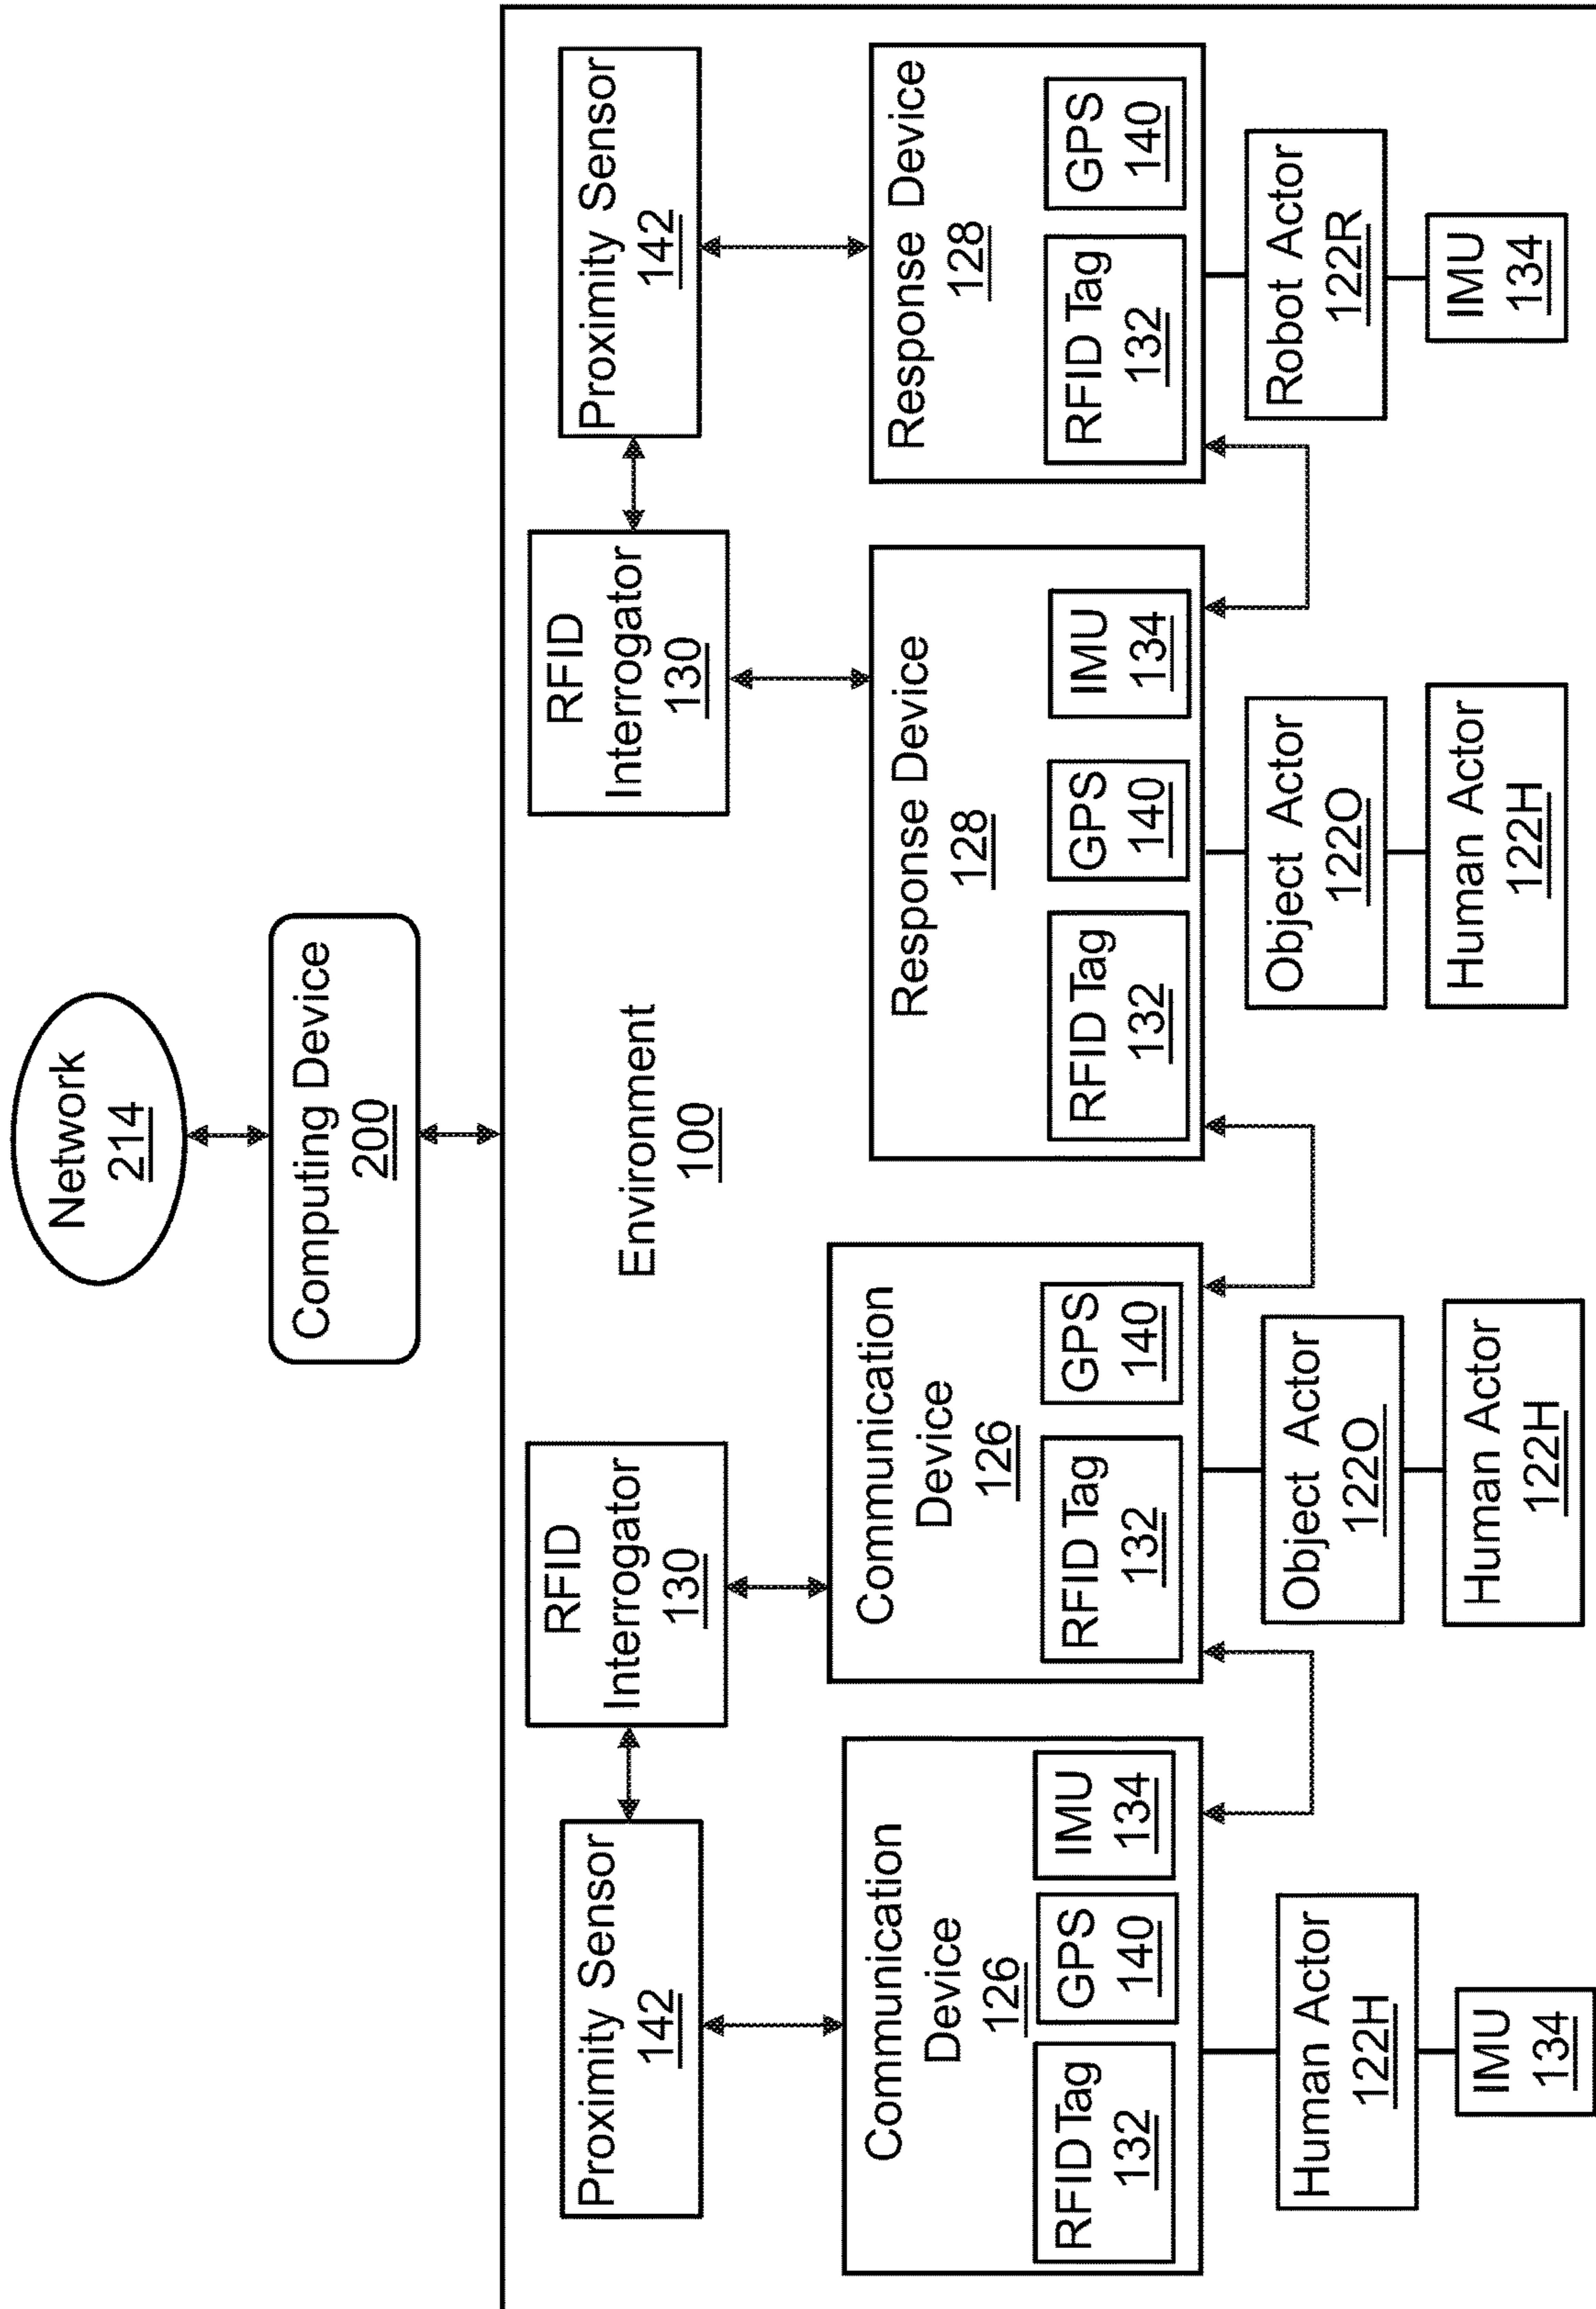 Network
214
Computing Device
200
Environment
100
Proximity Sensor
142
RFID
Interrogator
130
RFID
Interrogator
130
Proximity Sensor
142
Communication
Device
126
RFID Tag
132
GPS
140
IMU
134
Human Actor
122H
IMU
134
Communication
Device
126
RFID Tag
132
GPS
140
Object Actor
122O
Human Actor
122H
Response Device
128
RFID Tag
132
GPS
140
IMU
134
Object Actor
122O
Human Actor
122H
Response Device
128
RFID Tag
132
GPS
140
Robot Actor
122R
IMU
134